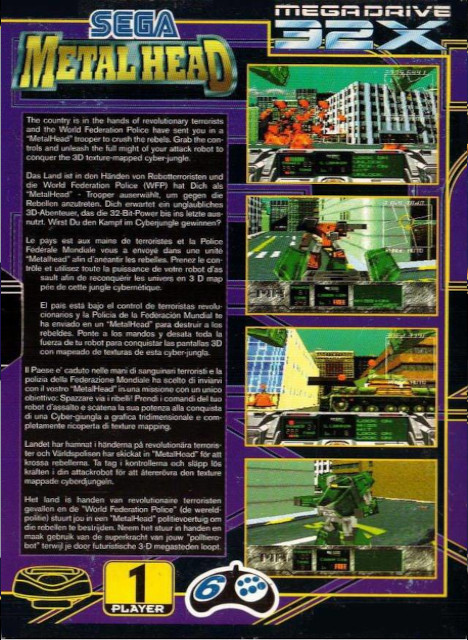 SEGA
METAL HEAD
MEGADRIVE
32X
The country is in the hands of revolutionary terrorists
and the World Federation Police have sent you in a
"MetalHead" trooper to crush the rebels. Grab the con-
trols and unleash the full might of your attack robot to
conquer the 3D texture-mapped cyber-jungle.
Das Land ist in den Händen von Robotterroristen und
die World Federation Police (WFP) hat Dich als
"MetalHead" - Trooper auserwählt, um gegen die
Rebellen anzutreten. Dich erwartet ein unglaubliches
3D-Abenteuer, das die 32-Bit-Power bis ins letzte aus-
nutzt. Wirst Du den Kampf im Cyberjungle gewinnen?
Le pays est aux mains de terroristes et la Police
Fédérale Mondiale vous a envoyé dans une unité
"Metalhead" afin d'anéantir les rebelles. Prenez le con-
trôle et utilisez toute la puissance de votre robot d'as
sault afin de reconquérir les univers en 3 D map
pén de cette jungle cybernétique.
El país está bajo el control de terroristas revolu-
cionarios y la Policía de la Federación Mundial te
ha enviado en un "MetalHead" para destruir a los
rebeldes. Ponte a los mandos y desata toda la
fuerza de tu robot para conquistar las pantallas 3D
con mapeado de texturas de esta cyber-jungla.
Il Paese e' caduto nelle mani di sanguinari terroristi e la
polizia della Federazione Mondiale ha scelto di inviarvi
con il vostro "MetalHead" in una missione con un unico
obiettivo: Spazzare via i ribelli! Prendi i comandi del tuo
robot d'assalto e scatena la sua potenza alla conquista
di una Cyber-giungla a grafica tridimensionale e com-
pletamente ricoperta di texture mapping.
Landet har hamnat i händerna på revolutionära terroris-
ter och Världspolisen har skickat in "MetalHead" för att
krossa rebellerna. Ta tag i kontrollerna och släpp lös
kraften i din attackrobot för att återerövra den texture
mappade cyberdjungeln.
Het land is handen van revolutionaire terroristen
gevallen en de "World Federation Police" (de wereld-
politie) stuurt jou in een "MetalHead" politievoertuig om
die rebellen te bestrijden. Neem het stuur in handen en
maak gebruik van de superkracht van jouw "politiero-
bot" terwijl je door futuristische 3-D megasteden loopt.
1
PLAYER
6